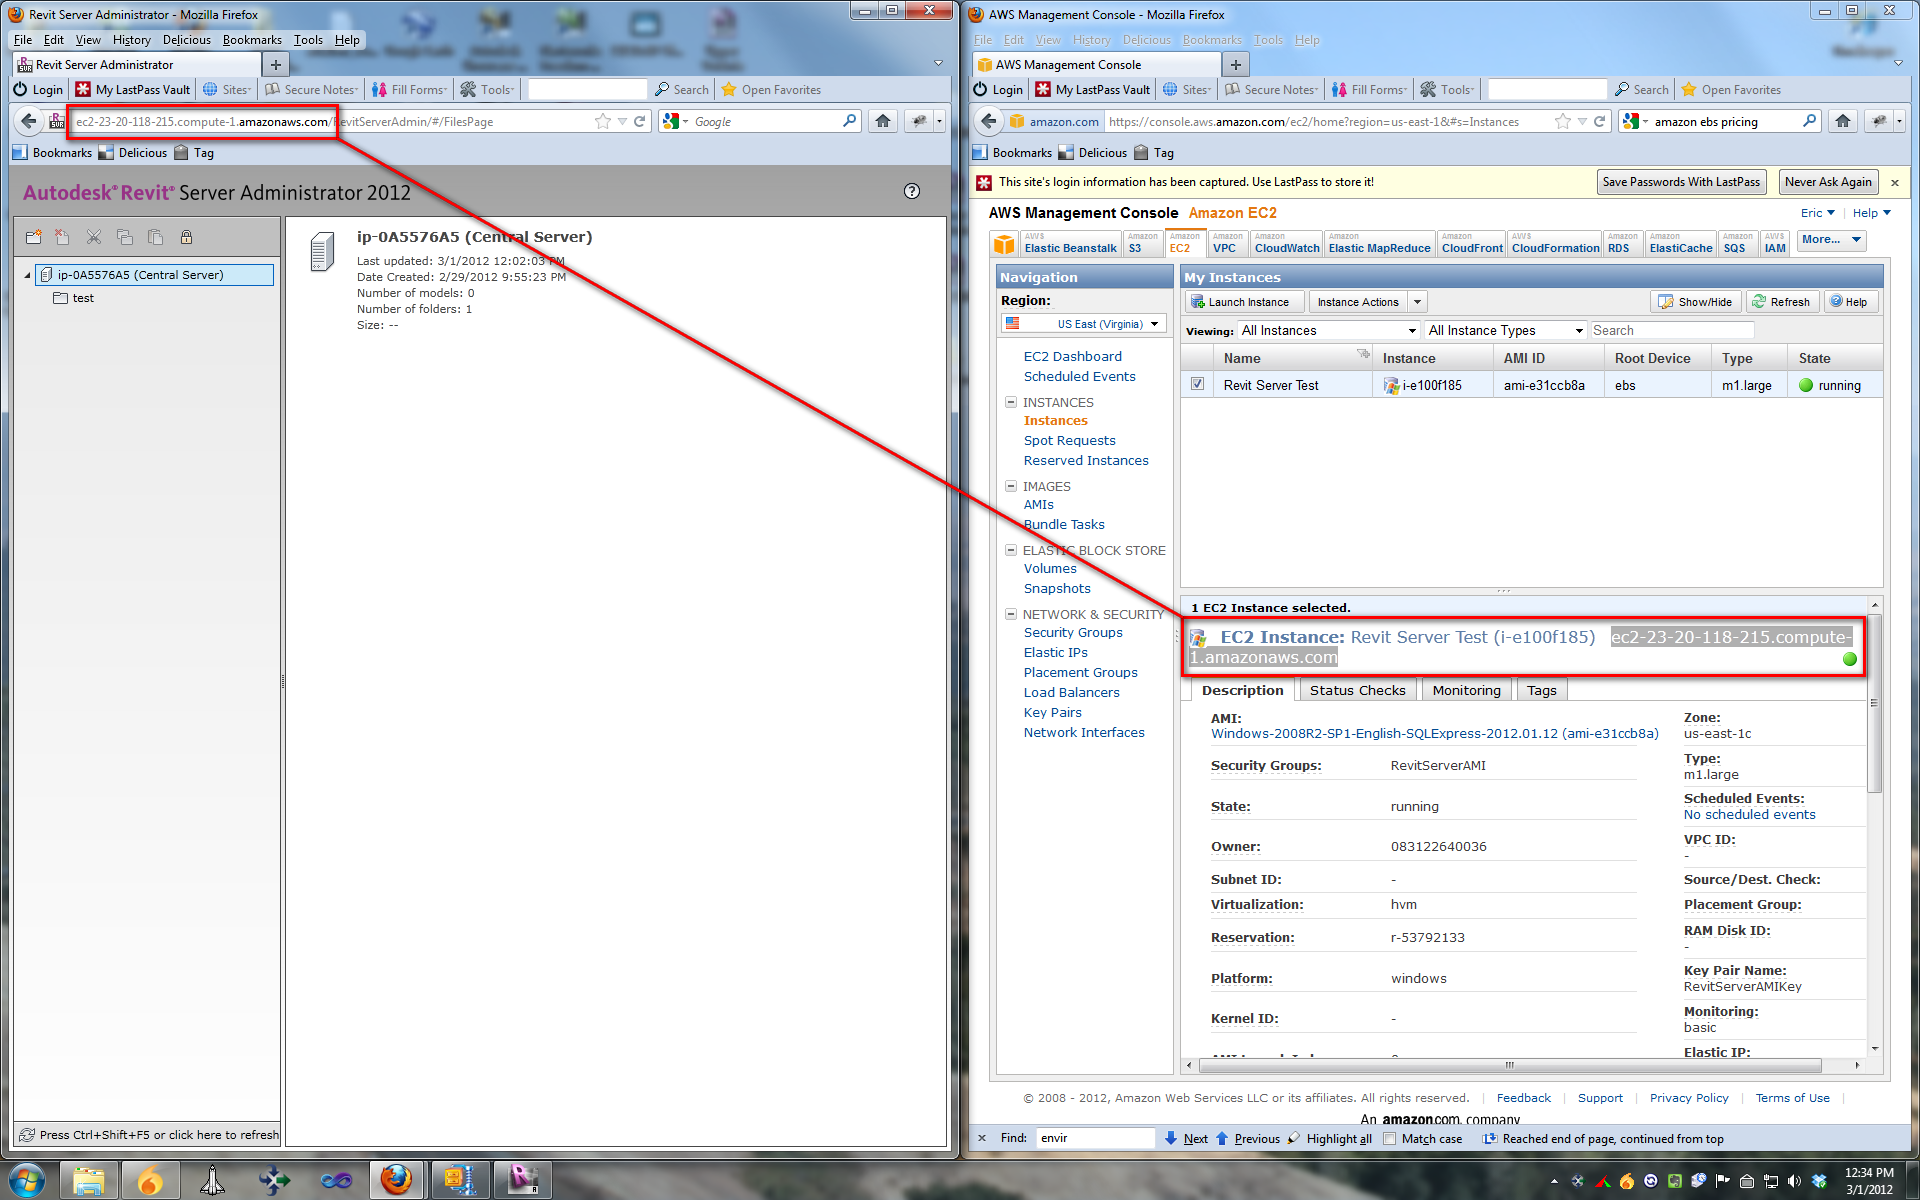 Revit Server Administrator - Mozilla Firefox
File Edit View History Delicious Bookmarks Tools Help
Revit Server Administrator
Login My LastPass Vault Sites Secure Notes Fill Forms Tools Search Open Favorites
ec2-23-20-118-215.compute-1.amazonaws.com/RevitServerAdmin/#/FilesPage Google
Bookmarks Delicious Tag
Autodesk® Revit® Server Administrator 2012
ip-0A5576A5 (Central Server)
test
ip-0A5576A5 (Central Server)
Last updated: 3/1/2012 12:02:03 PM
Date Created: 2/29/2012 9:55:23 PM
Number of models: 0
Number of folders: 1
Size: --
Press Ctrl+Shift+F5 or click here to refresh
AWS Management Console - Mozilla Firefox
File Edit View History Delicious Bookmarks Tools Help
AWS Management Console
Login My LastPass Vault Sites Secure Notes Fill Forms Tools Search Open Favorites
amazon.com https://console.aws.amazon.com/ec2/home?region=us-east-1&#s=Instances amazon ebs pricing
Bookmarks Delicious Tag
This site's login information has been captured. Use LastPass to store it! Save Passwords With LastPass Never Ask Again
AWS Management Console Amazon EC2 Eric Help
AWS Elastic Beanstalk
Amazon S3
Amazon EC2
Amazon VPC
Amazon CloudWatch
Amazon Elastic MapReduce
Amazon CloudFront
AWS CloudFormation
Amazon RDS
Amazon ElastiCache
Amazon SQS
AWS IAM
More...
Navigation
Region:
US East (Virginia)
EC2 Dashboard
Scheduled Events
INSTANCES
Instances
Spot Requests
Reserved Instances
IMAGES
AMIs
Bundle Tasks
ELASTIC BLOCK STORE
Volumes
Snapshots
NETWORK & SECURITY
Security Groups
Elastic IPs
Placement Groups
Load Balancers
Key Pairs
Network Interfaces
My Instances
Launch Instance Instance Actions Show/Hide Refresh Help
Viewing: All Instances All Instance Types Search
Name Instance AMI ID Root Device Type State
Revit Server Test i-e100f185 ami-e31ccb8a ebs m1.large running
1 EC2 Instance selected.
EC2 Instance: Revit Server Test (i-e100f185) ec2-23-20-118-215.compute-
1.amazonaws.com
Description Status Checks Monitoring Tags
AMI:
Windows-2008R2-SP1-English-SQLExpress-2012.01.12 (ami-e31ccb8a)
Security Groups: RevitServerAMI
State: running
Owner: 083122640036
Subnet ID: -
Virtualization: hvm
Reservation: r-53792133
Platform: windows
Kernel ID: -
Zone:
us-east-1c
Type:
m1.large
Scheduled Events:
No scheduled events
VPC ID:
-
Source/Dest. Check:
Placement Group:
RAM Disk ID:
-
Key Pair Name:
RevitServerAMIKey
Monitoring:
basic
Elastic IP:
© 2008 - 2012, Amazon Web Services LLC or its affiliates. All rights reserved. Feedback Support Privacy Policy Terms of Use
An amazon.com. company
Find: envir Next Previous Highlight all Match case Reached end of page, continued from top
12:34 PM
3/1/2012